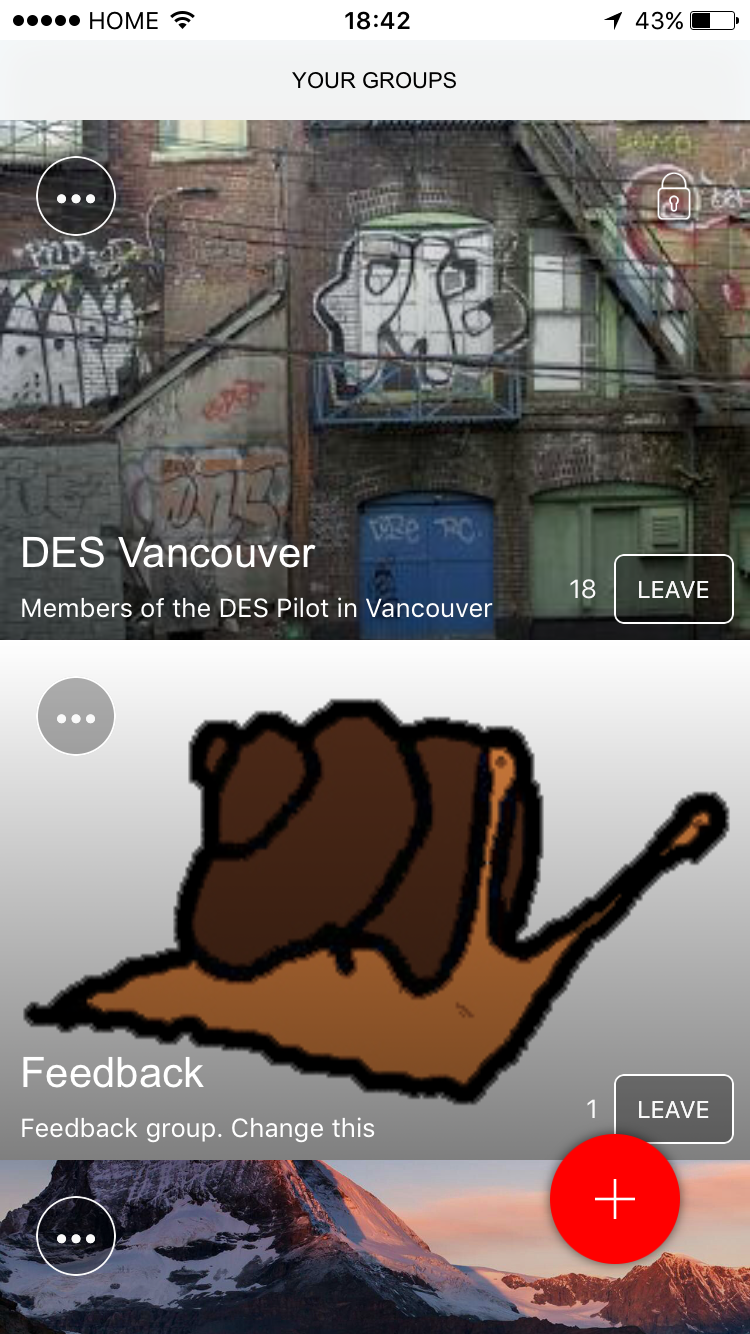 HOME 18:42 43%
YOUR GROUPS
DES Vancouver
Members of the DES Pilot in Vancouver
18 LEAVE
Feedback
Feedback group. Change this
1 LEAVE